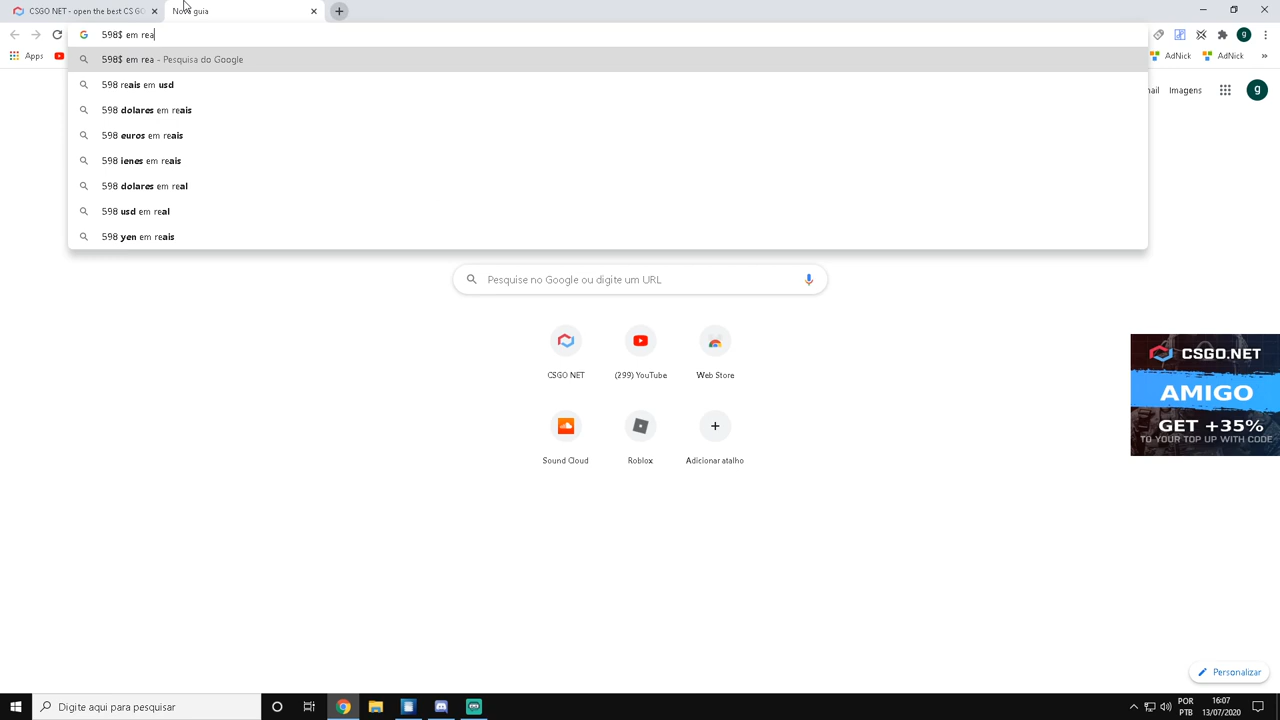 CSGO NET - open the best CS GO
Nova guia
598$ em rea
598$ em rea - Pesquisa do Google
598 reais em usd
598 dolares em reais
598 euros em reais
598 ienes em reais
598 dolares em real
598 usd em real
598 yen em reais
Apps
AdNick
AdNick
»
g
ail
Imagens
g
Pesquise no Google ou digite um URL
CSGO NET
(299) YouTube
Web Store
Sound Cloud
Roblox
Adicionar atalho
CSGO.NET
AMIGO
GET +35%
TO YOUR TOP UP WITH CODE
Personalizar
Digite aqui para pesquisar
POR
PTB
16:07
13/07/2020